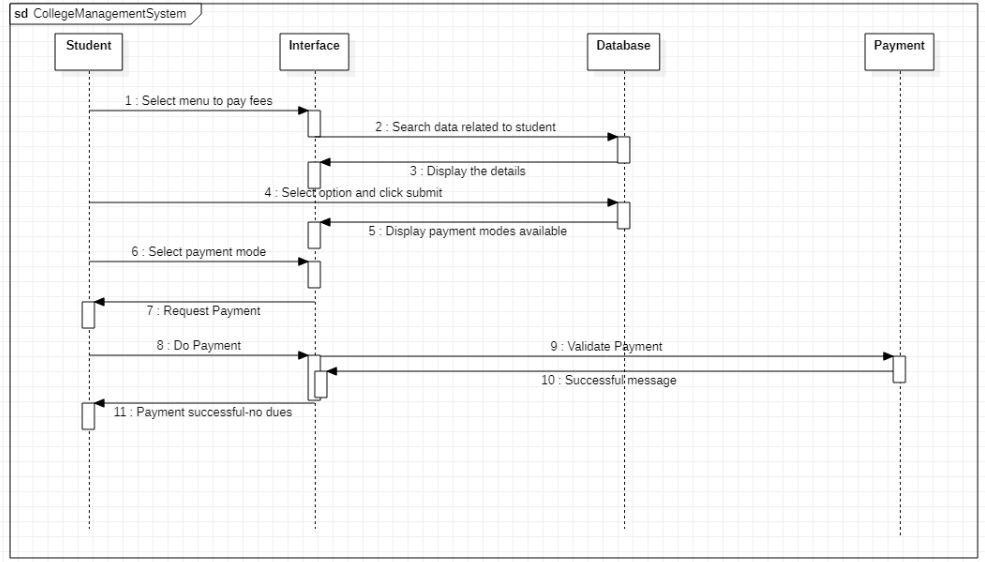 sd CollegeManagementSystem
Student
Interface
Database
Payment
1 : Select menu to pay fees
2 : Search data related to student
3 : Display the details
4 : Select option and click submit
5 : Display payment modes available
6 : Select payment mode
7 : Request Payment
8 : Do Payment
9 : Validate Payment
10 : Successful message
11 : Payment successful-no dues